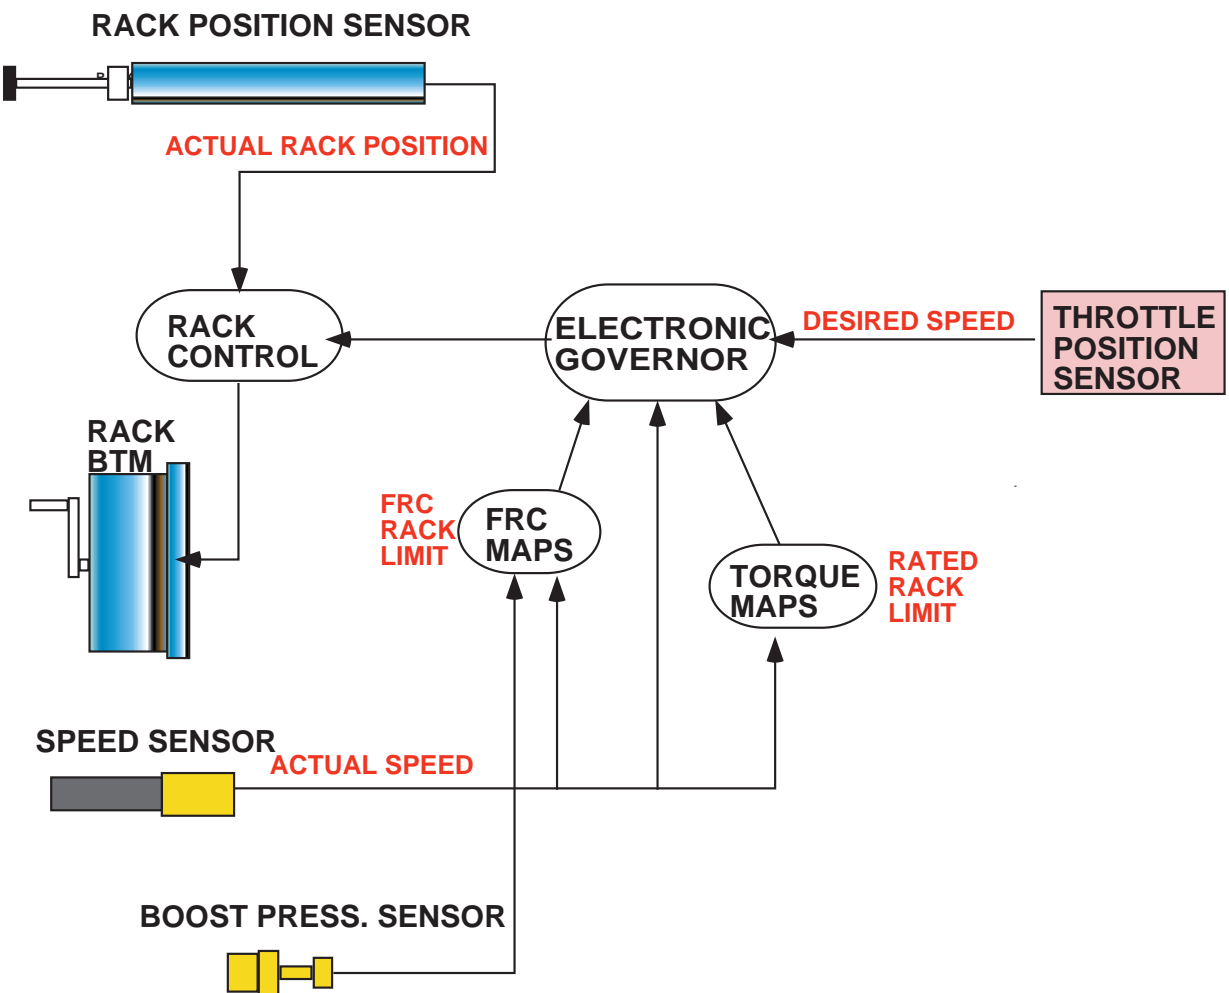 RACK POSITION SENSOR
ACTUAL RACK POSITION
RACK
CONTROL
ELECTRONIC
GOVERNOR
DESIRED SPEED
THROTTLE
POSITION
SENSOR
RACK
BTM
FRC
RACK
LIMIT
FRC
MAPS
TORQUE
MAPS
RATED
RACK
LIMIT
SPEED SENSOR
ACTUAL SPEED
BOOST PRESS. SENSOR